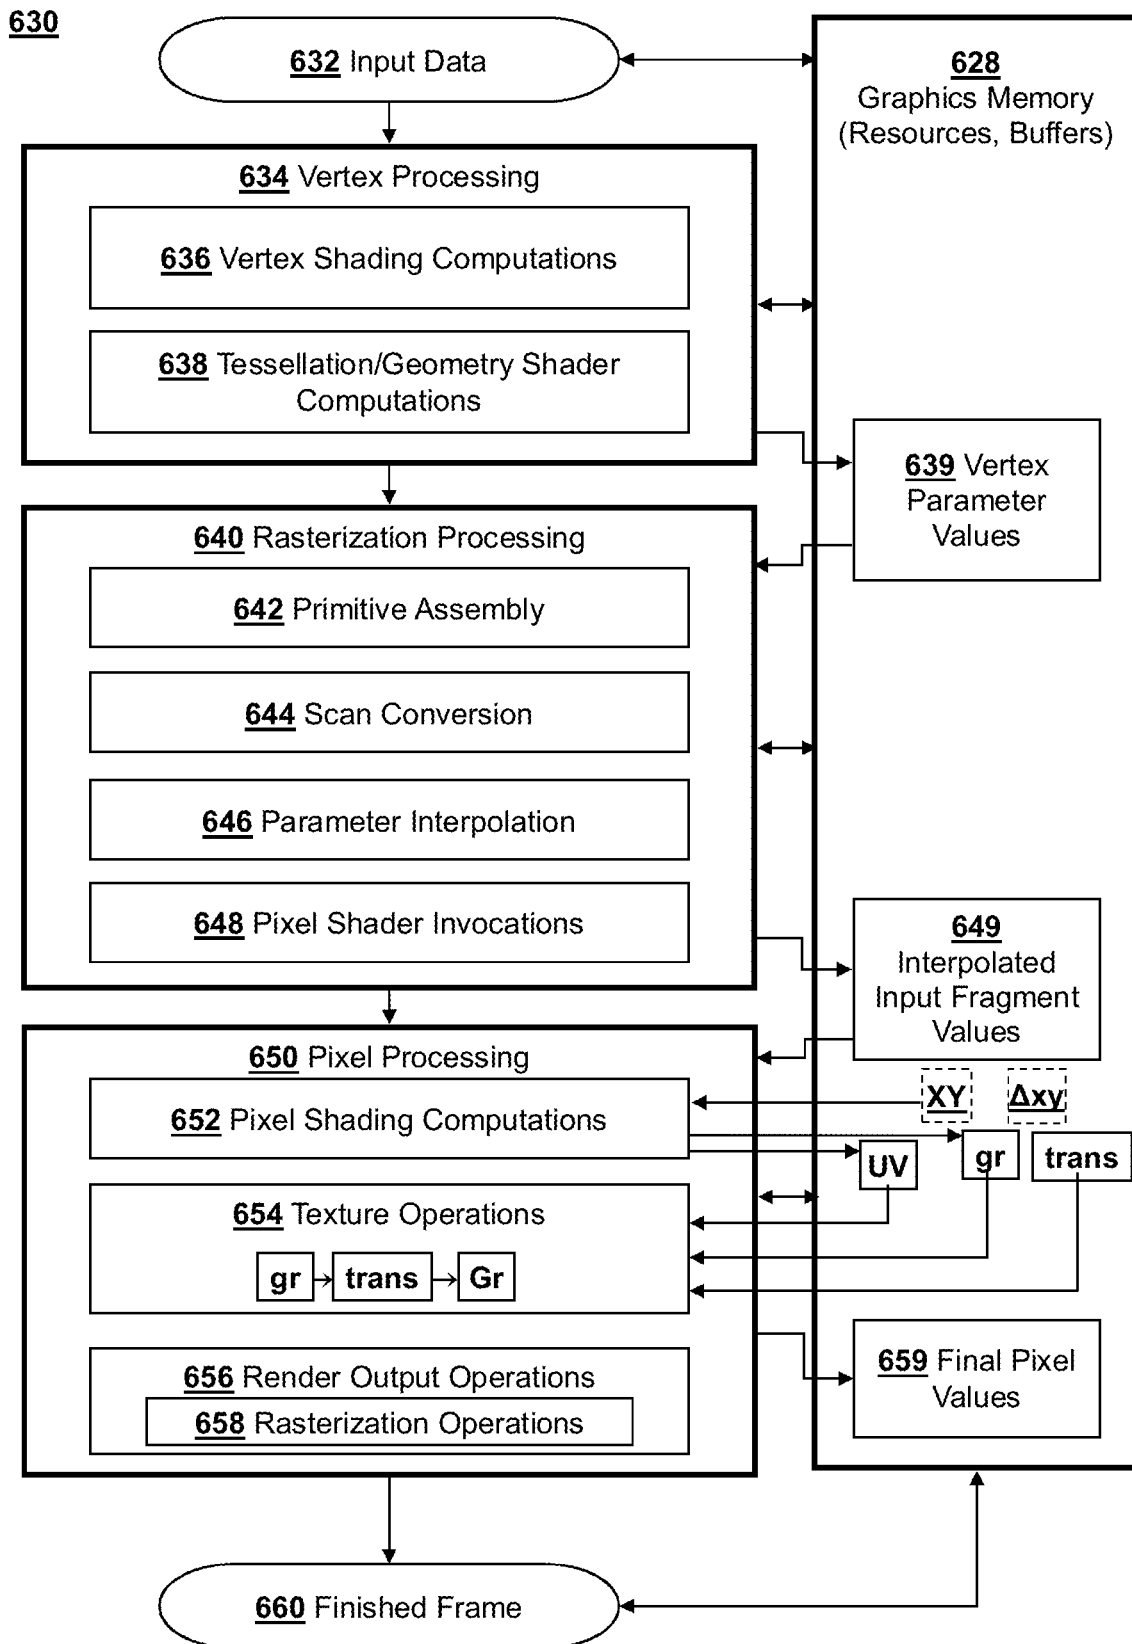 630
632 Input Data
628
Graphics Memory
(Resources, Buffers)
634 Vertex Processing
636 Vertex Shading Computations
638 Tessellation/Geometry Shader
Computations
639 Vertex
Parameter
Values
640 Rasterization Processing
642 Primitive Assembly
644 Scan Conversion
646 Parameter Interpolation
648 Pixel Shader Invocations
649
Interpolated
Input Fragment
Values
650 Pixel Processing
652 Pixel Shading Computations
XY
Δxy
UV
gr
trans
654 Texture Operations
gr
trans
Gr
656 Render Output Operations
658 Rasterization Operations
659 Final Pixel
Values
660 Finished Frame